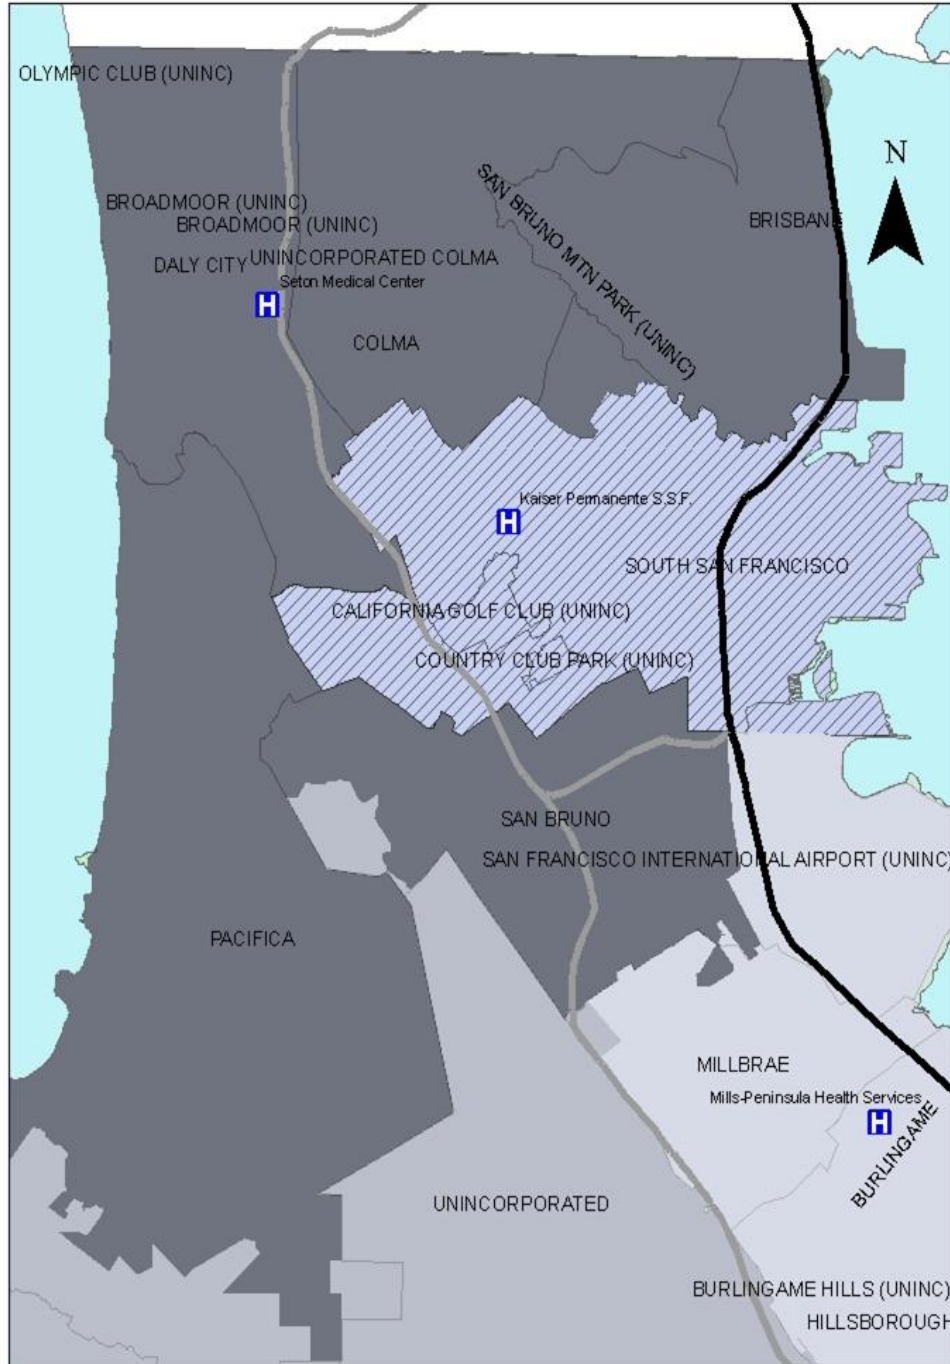 OLYMPIC CLUB (UNINC)
N
SAN BRUNO MTN PARK (UNINC)
BROADMOOR (UNINC)
BRISBANE
BROADMOOR (UNINC)
UNINCORPORATED COLMA
DALY CITY
Seton Medical Center
H
COLMA
Kaiser Permanente S.S.F.
H
SOUTH SAN FRANCISCO
CALIFORNIA GOLF CLUB (UNINC)
COUNTRY CLUB PARK (UNINC)
SAN BRUNO
SAN FRANCISCO INTERNATIONAL AIRPORT (UNINC)
PACIFICA
MILLBRAE
Mills-Peninsula Health Services
H
BURLINGAME
UNINCORPORATED
BURLINGAME HILLS (UNINC)
HILLSBOROUGH